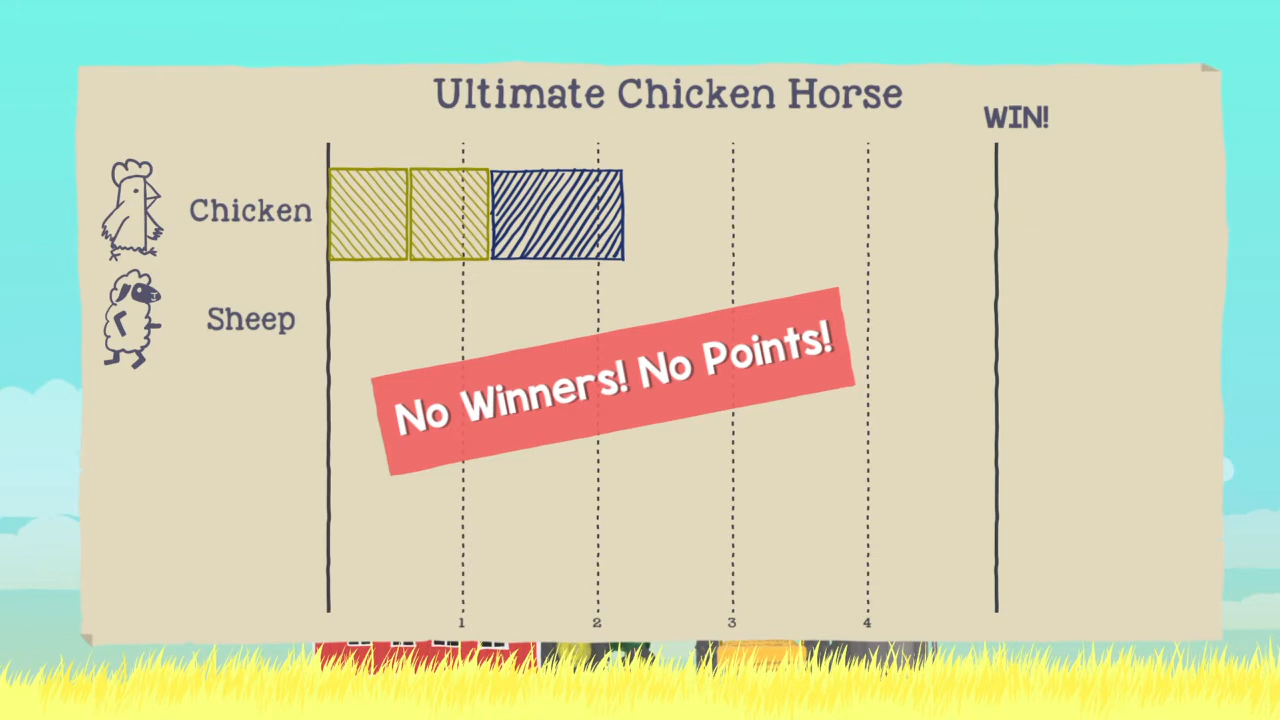 Ultimate Chicken Horse
WIN!
Chicken
Sheep
No Winners! No Points!
1 2 3 4